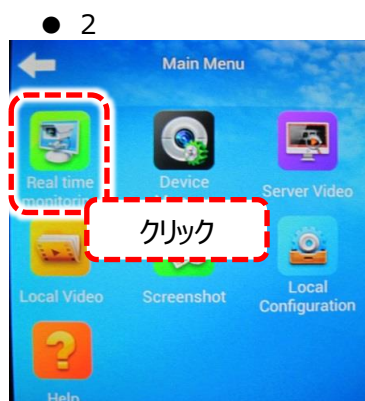 ● 2
Main Menu
Real time
Device
Server Video
クリック
Local Video
Screenshot
Local
Configuration
Help